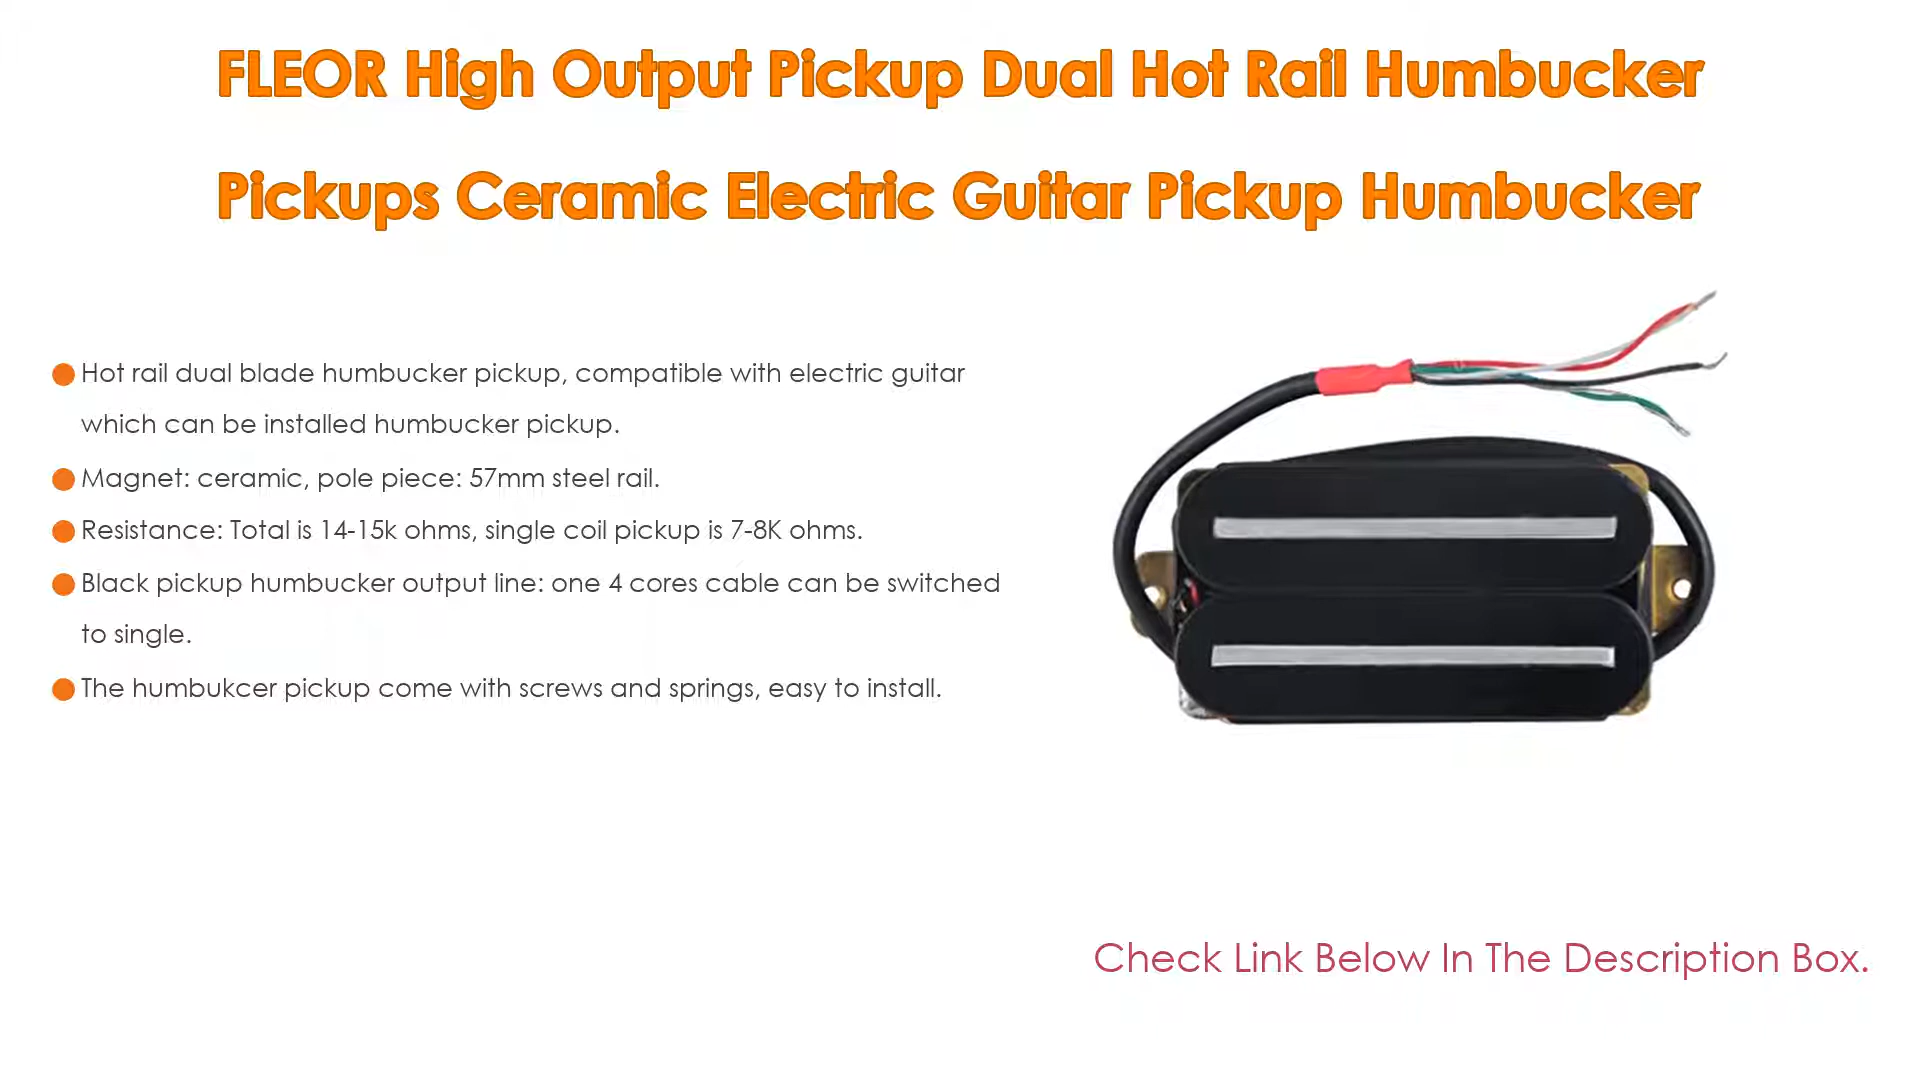 FLEOR High Output Pickup Dual Hot Rail Humbucker
Pickups Ceramic Electric Guitar Pickup Humbucker
Hot rail dual blade humbucker pickup, compatible with electric guitar
which can be installed humbucker pickup.
Magnet: ceramic, pole piece: 57mm steel rail.
Resistance: Total is 14-15k ohms, single coil pickup is 7-8K ohms.
Black pickup humbucker output line: one 4 cores cable can be switched
to single.
The humbukcer pickup come with screws and springs, easy to install.
Check Link Below In The Description Box.